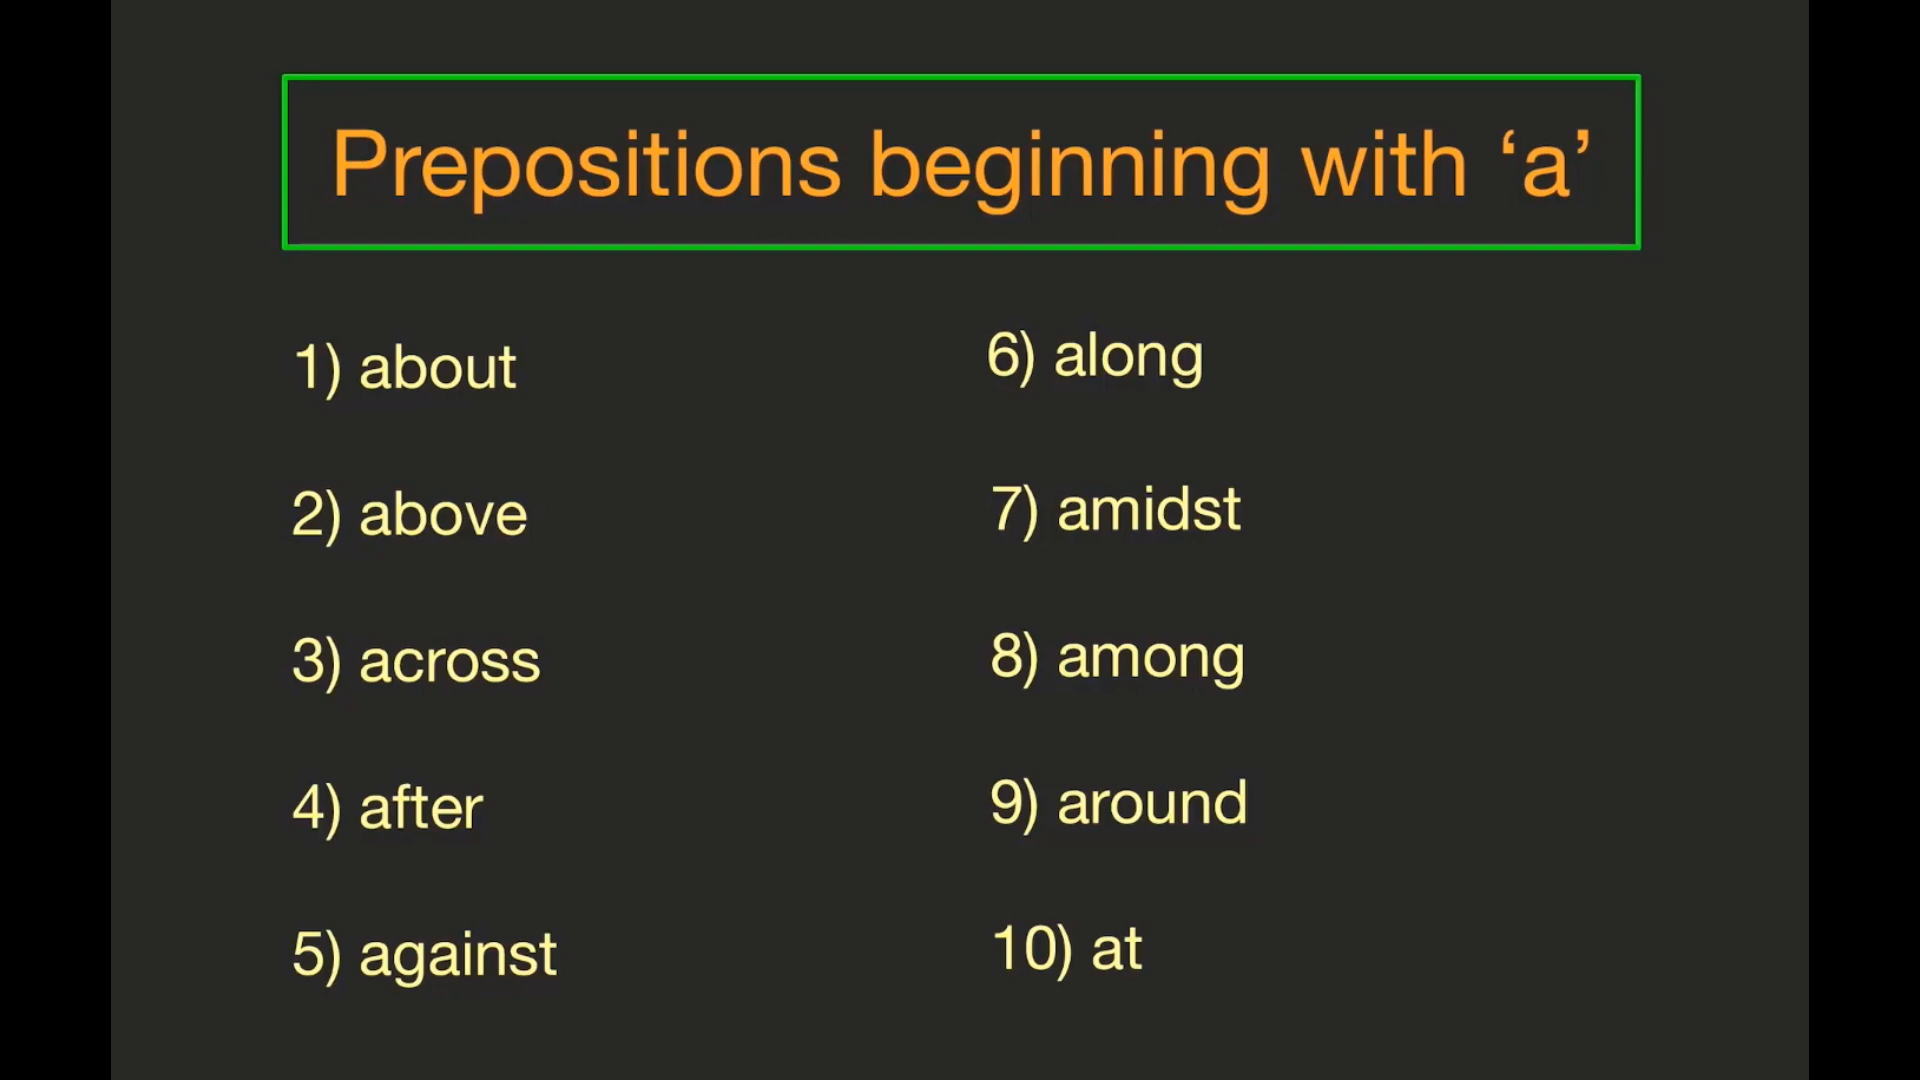 Prepositions beginning with ‘a’
1) about
2) above
3) across
4) after
5) against
6) along
7) amidst
8) among
9) around
10) at